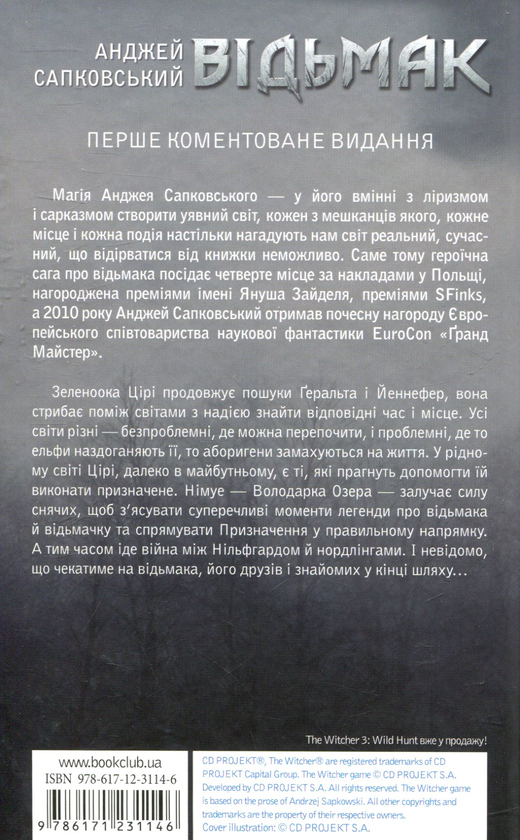 АНДЖЕЙ
САПКОВСЬКИЙ
ВІДЬМАК
ПЕРШЕ КОМЕНТОВАНЕ ВИДАННЯ
Магія Анджея Сапковського — у його вмінні з ліризмом
і сарказмом створити уявний світ, кожен з мешканців якого, кожне
місце і кожна подія настільки нагадують нам світ реальний, сучас-
ний, що відірватися від книжки неможливо. Саме тому героїчна
сага про відьмака посідає четверте місце за накладами у Польщі,
нагороджена преміями імені Януша Зайделя, преміями SFinks,
а 2010 року Анджей Сапковський отримав почесну нагороду Євро-
пейського співтовариства наукової фантастики EuroCon «Ґранд
Майстер».
Зеленоока Цірі продовжує пошуки Ґеральта і Йеннефер, вона
стрибає поміж світами з надією знайти відповідні час і місце. Усі
світи різні — безпроблемні, де можна перепочити, і проблемні, де то
ельфи наздоганяють її, то аборигени замахуються на життя. У рідно-
му світі Цірі, далеко в майбутньому, є ті, які прагнуть допомогти їй
виконати призначене. Німуе — Володарка Озера — залучає силу
снячих, щоб з’ясувати суперечливі моменти легенди про відьмака
й відьмачку та спрямувати Призначення у правильному напрямку.
А тим часом іде війна між Нільфгардом й нордлінгами. І невідомо,
що чекатиме на відьмака, його друзів і знайомих у кінці шляху...
The Witcher 3: Wild Hunt вже у продажу!
www.bookclub.ua
ISBN 978-617-12-3114-6
9 786171 231146
CD PROJEKT®, The Witcher® are registered trademarks of CD
PROJEKT Capital Group. The Witcher game © CD PROJEKT S.A.
Developed by CD PROJEKT S.A. All rights reserved. The Witcher game
is based on the prose of Andrzej Sapkowski. All other copyrights and
trademarks are the property of their respective owners.
Cover illustration: © CD PROJEKT S.A.